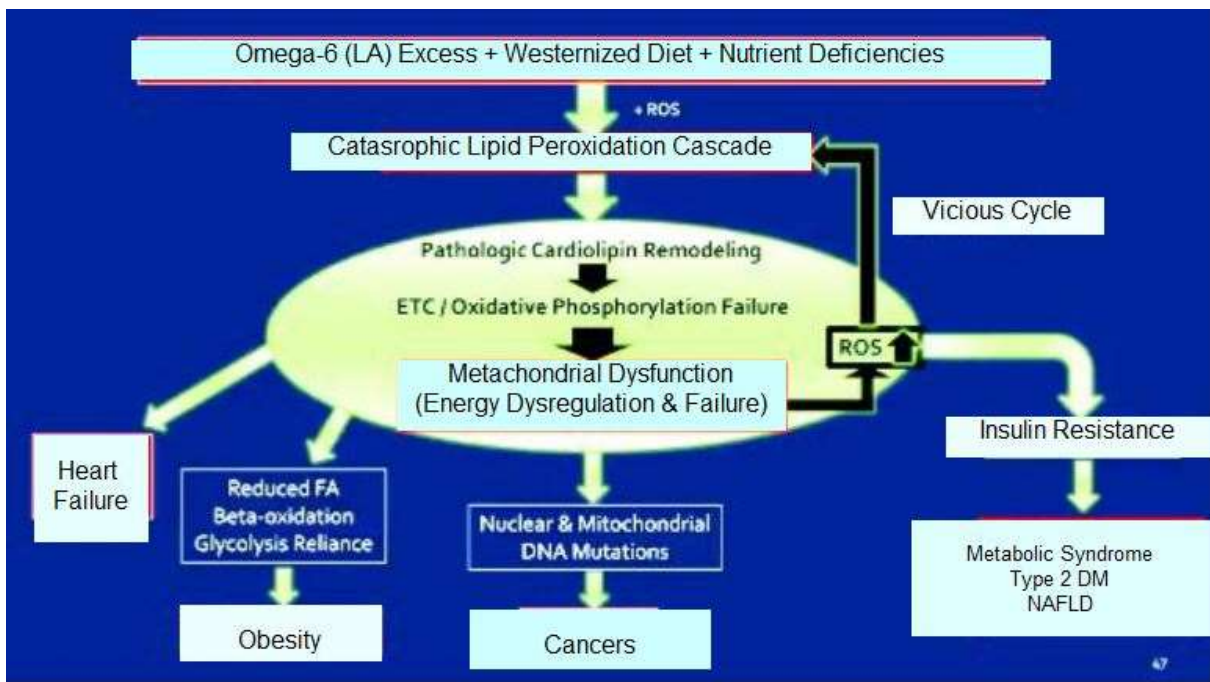 Omega-6 (LA) Excess + Westernized Diet + Nutrient Deficiencies
+ ROS
Catasrophic Lipid Peroxidation Cascade
Vicious Cycle
Pathologic Cardiolipin Remodeling
ETC / Oxidative Phosphorylation Failure
ROS
Metachondrial Dysfunction
(Energy Dysregulation & Failure)
Insulin Resistance
Heart
Failure
Reduced FA
Beta-oxidation
Glycolysis Reliance
Nuclear & Mitochondrial
DNA Mutations
Metabolic Syndrome
Type 2 DM
NAFLD
Obesity
Cancers
47